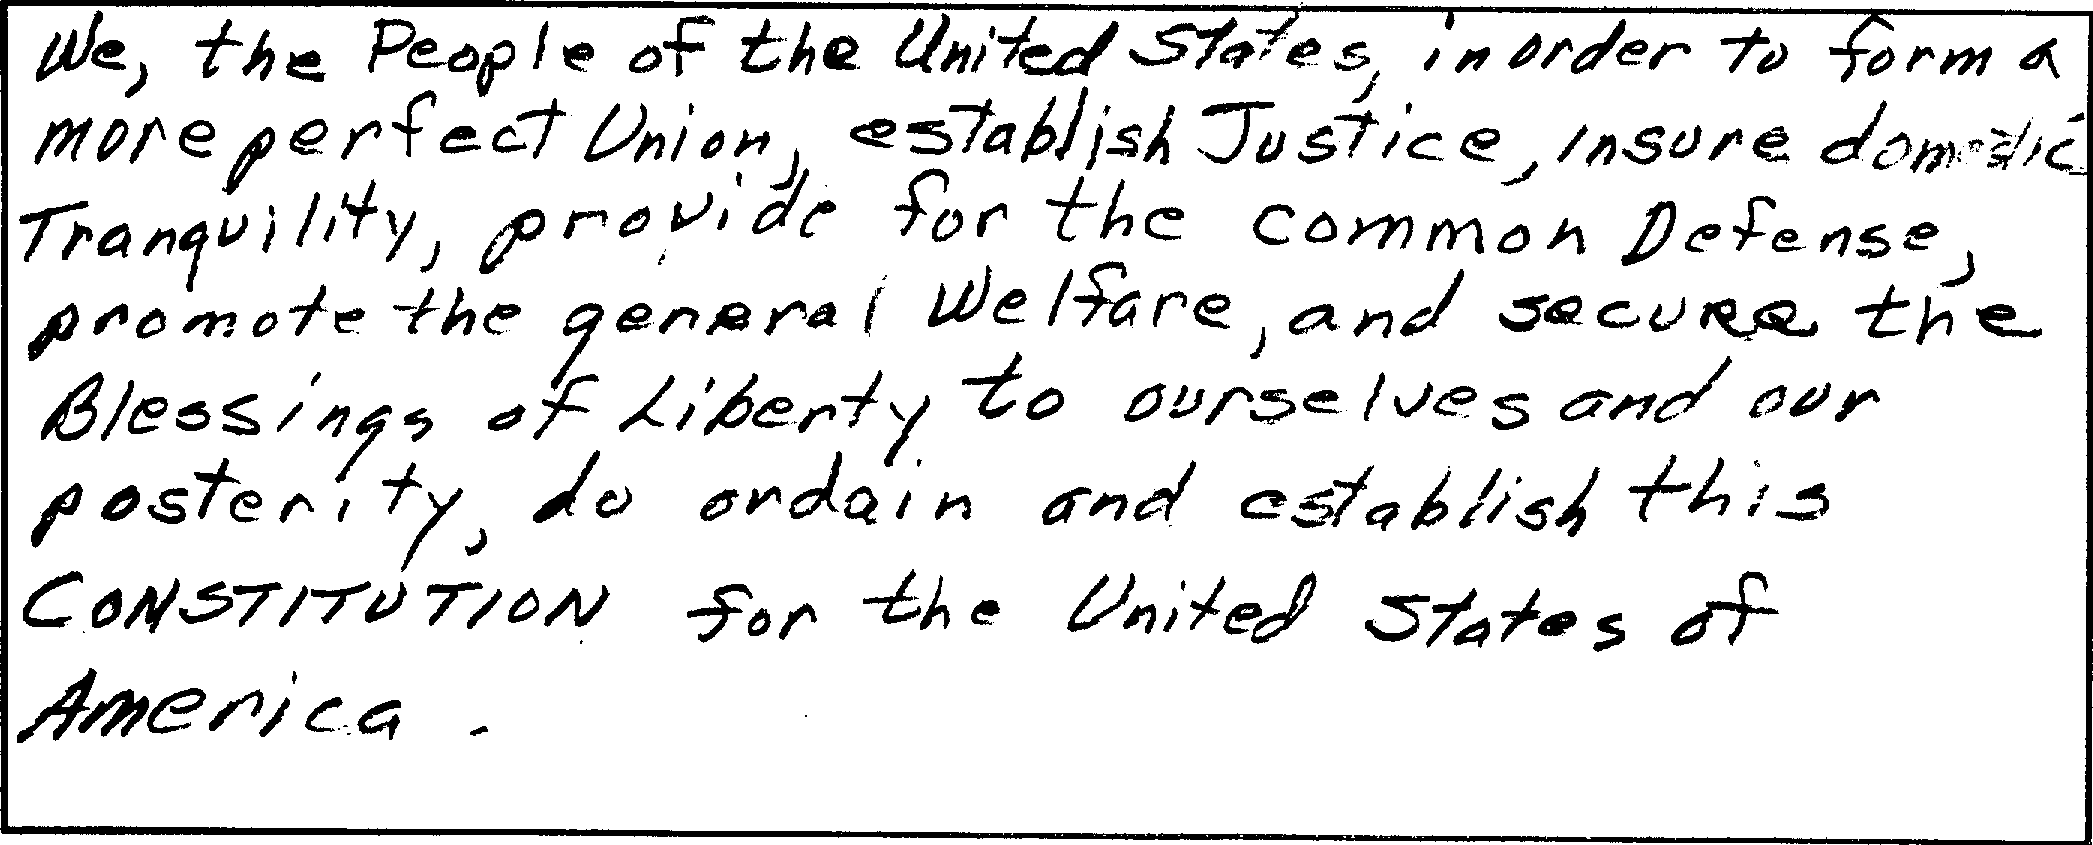 We, the People of the United States, in order to form a
more perfect Union, establish Justice, insure domestic
Tranquility, provide for the common Defense,
promote the general Welfare, and secure the
Blessings of Liberty to ourselves and our
posterity, do ordain and establish this
CONSTITUTION for the United States of
America.